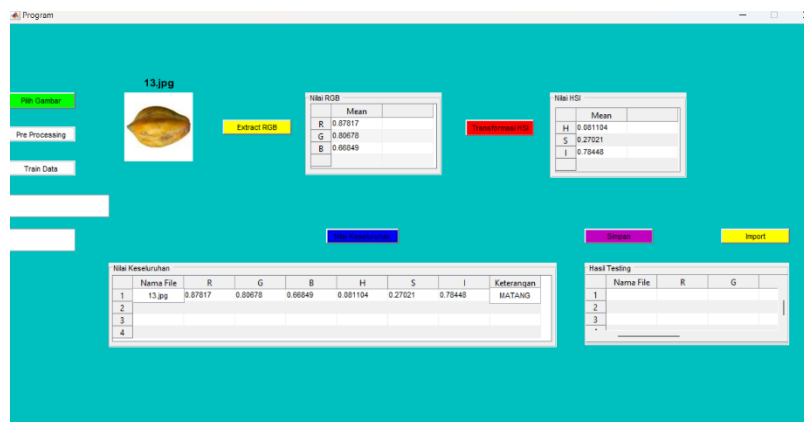 Program
13.jpg
Pilih Gambar
Pre Processing
Train Data
Extract RGB
Nilai RGB
Mean
R 0.87817
G 0.80678
B 0.66849
Transformasi HSI
Nilai HSI
Mean
H 0.081104
S 0.27021
I 0.78448
Nilai Keseluruhan
Simpan
Import
Nilai Keseluruhan
Nama File R G B H S I Keterangan
1 13.jpg 0.87817 0.80678 0.66849 0.081104 0.27021 0.78448 MATANG
2
3
4
Hasil Testing
Nama File R G
1
2
3